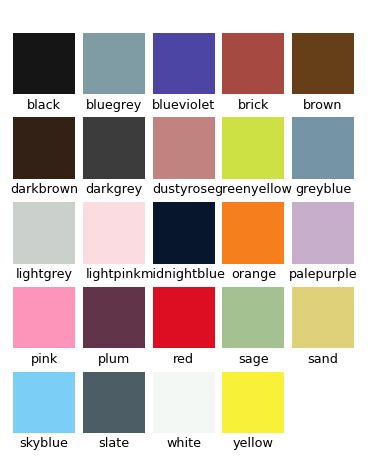 black bluegrey blueviolet brick brown
darkbrown darkgrey dustyrose greenyellow greyblue
lightgrey lightpink midnightblue orange palepurple
pink plum red sage sand
skyblue slate white yellow